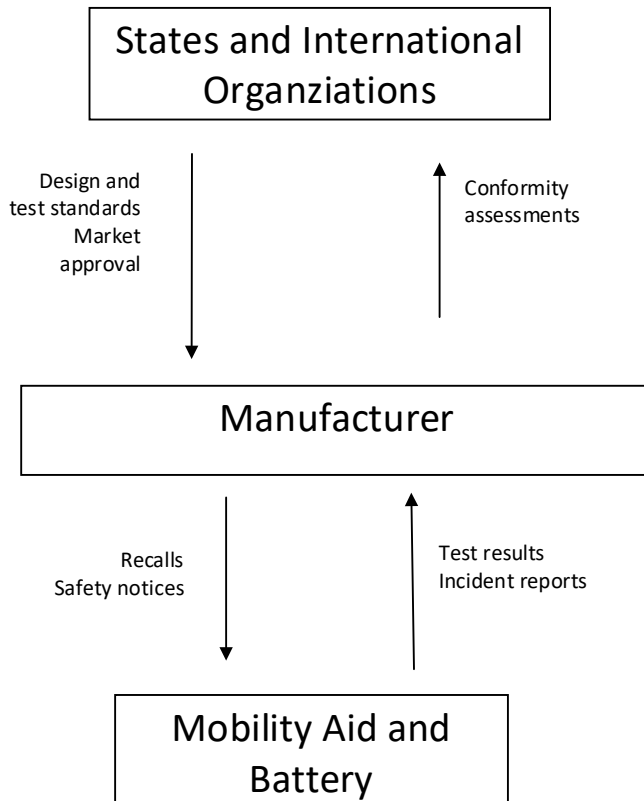 States and International
Organziations
Design and
test standards
Market
approval
Conformity
assessments
Manufacturer
Recalls
Safety notices
Test results
Incident reports
Mobility Aid and
Battery